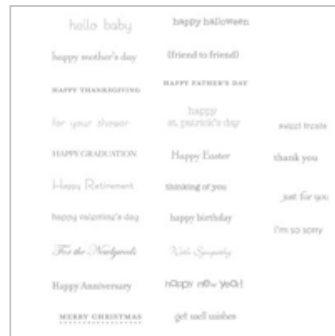 hello baby
happy mother's day
HAPPY THANKSGIVING
for your shower
HAPPY GRADUATION
Happy Retirement
happy valentine's day
For the Newlyweds
Happy Anniversary
MERRY CHRISTMAS
happy halloween
(friend to friend)
HAPPY FATHER'S DAY
happy
st. patrick's day
Happy Easter
thinking of you
happy birthday
With Sympathy
happy new year!
get well wishes
sweet treats
thank you
just for you
i'm so sorry